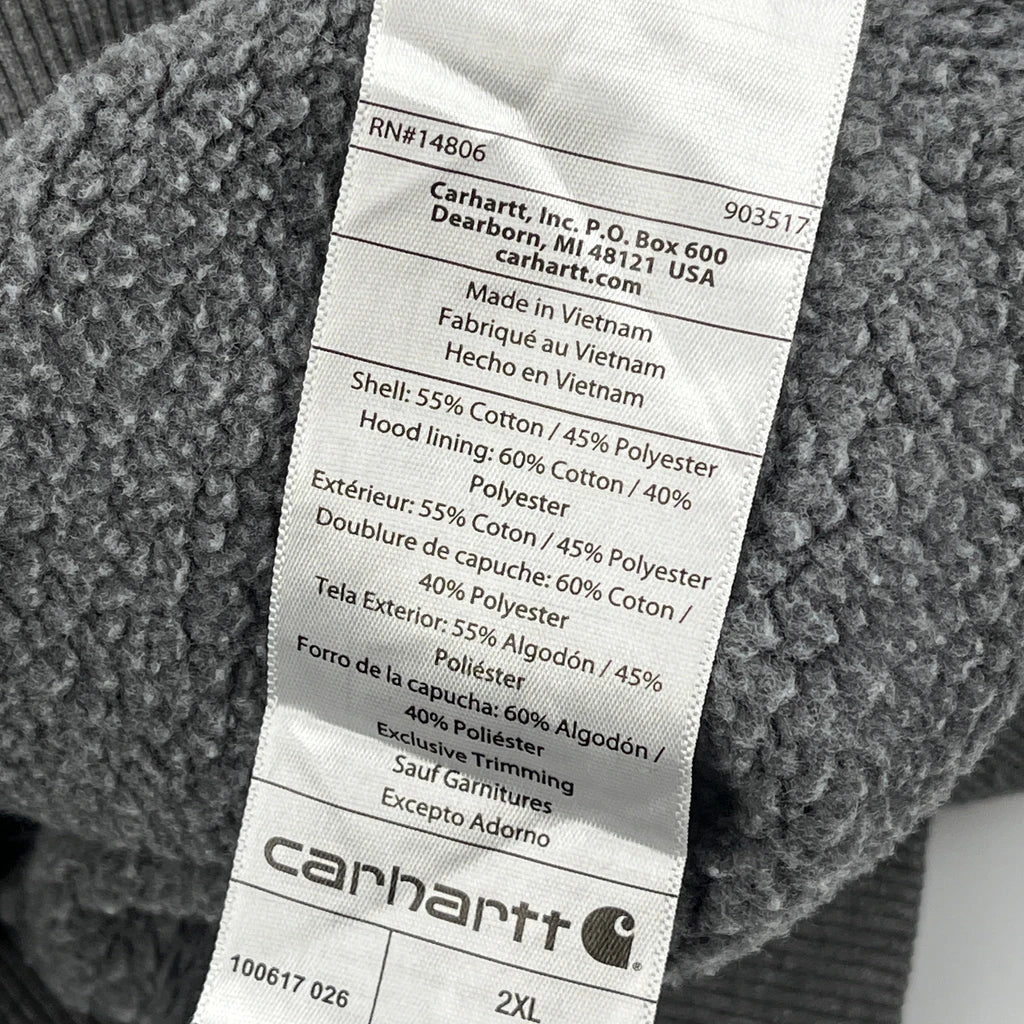 RN#14806
903517
Carhartt, Inc. P.O. Box 600
Dearborn, MI 48121 USA
carhartt.com
Made in Vietnam
Fabriqué au Vietnam
Hecho en Vietnam
Shell: 55% Cotton / 45% Polyester
Hood lining: 60% Cotton / 40%
Polyester
Extérieur: 55% Coton / 45% Polyester
Doublure de capuche: 60% Coton /
40% Polyester
Tela Exterior: 55% Algodón / 45%
Poliéster
Forro de la capucha: 60% Algodón /
40% Poliéster
Exclusive Trimming
Sauf Garnitures
Excepto Adorno
carhartt
100617 026
2XL